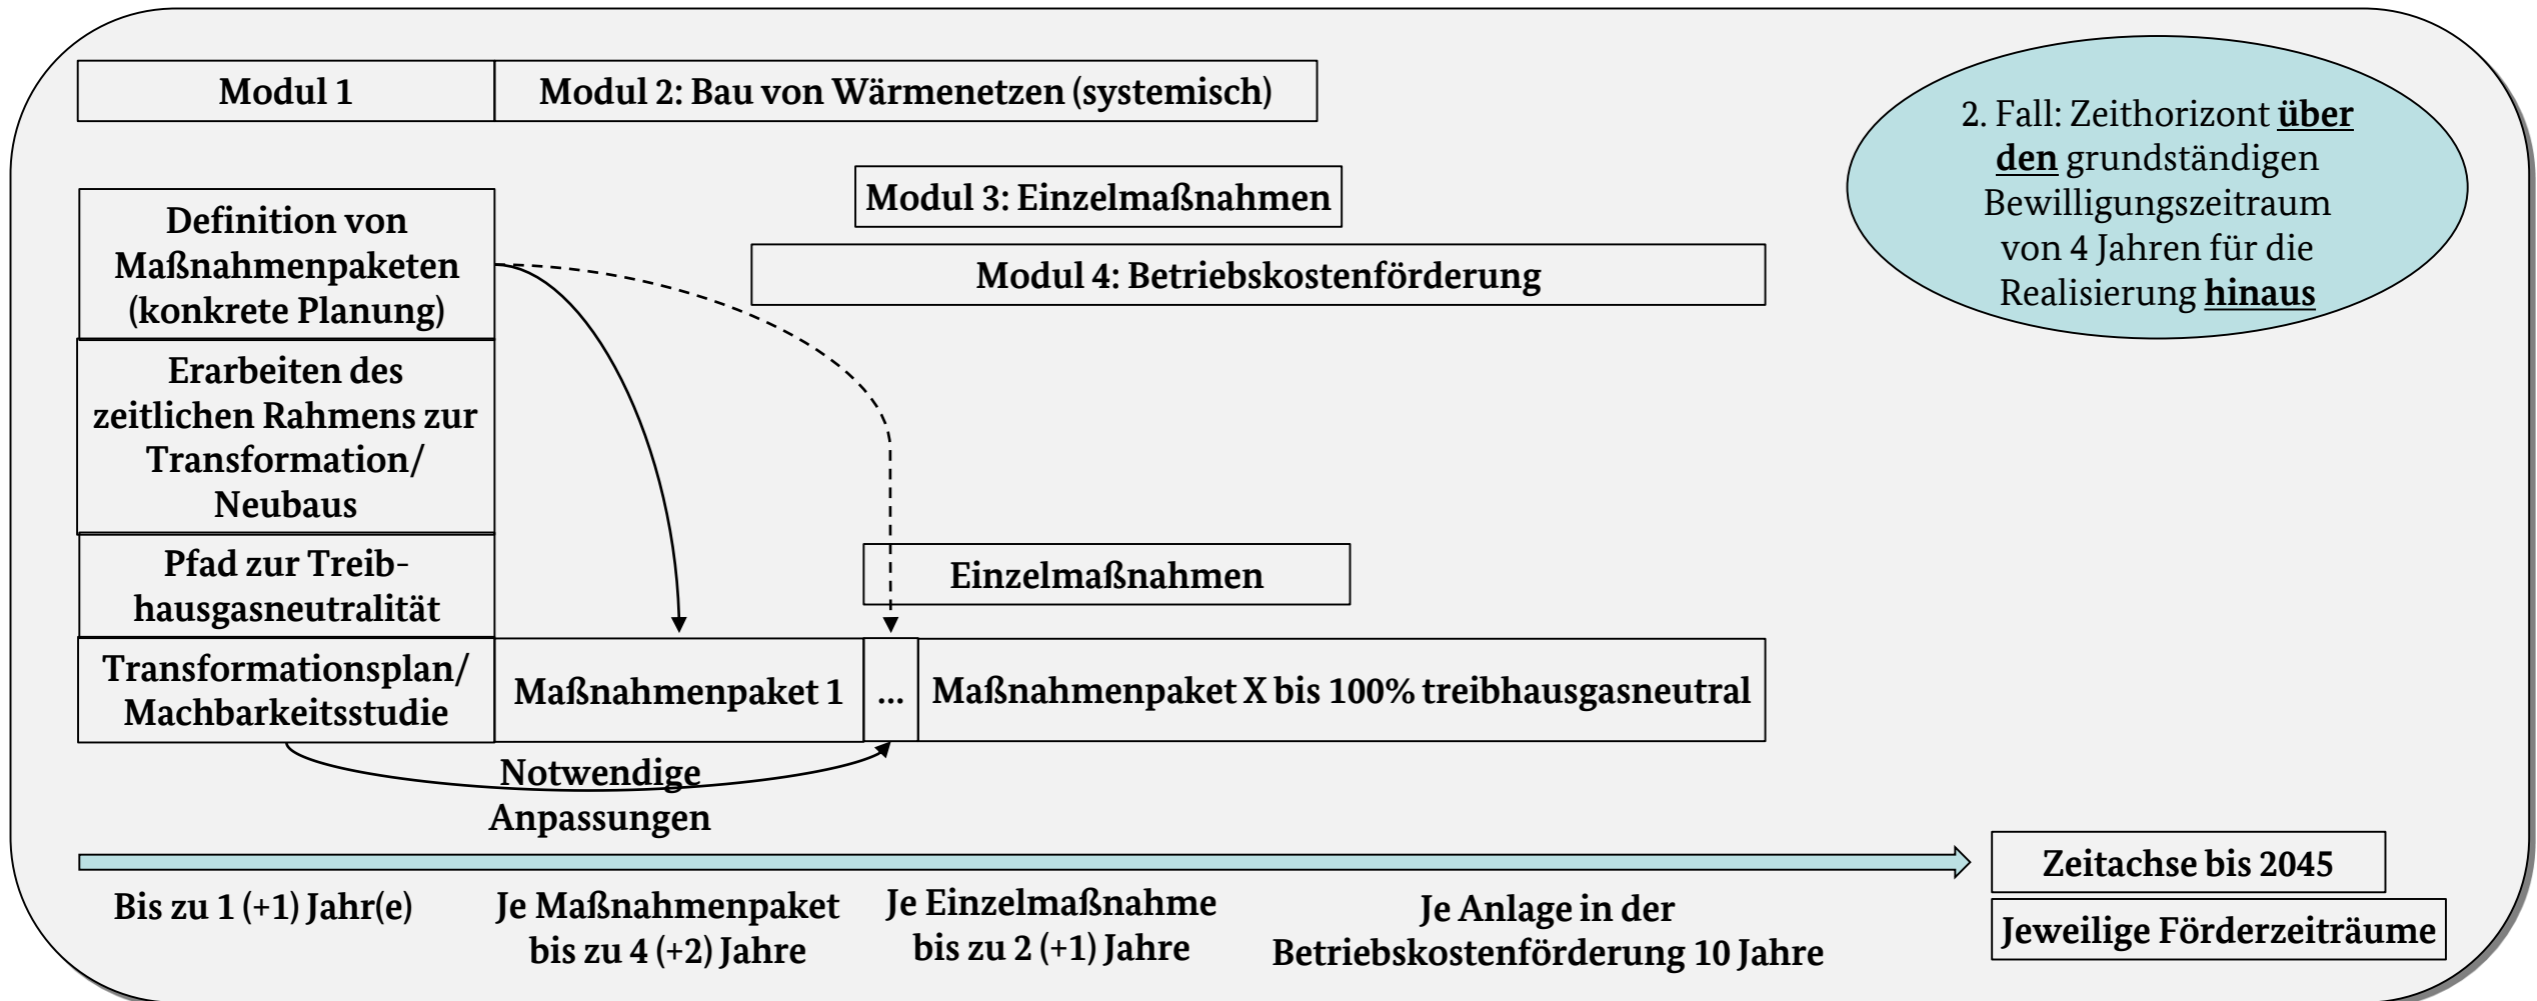 Modul 1
Modul 2: Bau von Wärmenetzen (systemisch)
2. Fall: Zeithorizont über
den grundständigen
Bewilligungszeitraum
von 4 Jahren für die
Realisierung hinaus
Modul 3: Einzelmaßnahmen
Modul 4: Betriebskostenförderung
Definition von
Maßnahmenpaketen
(konkrete Planung)
Erarbeiten des
zeitlichen Rahmens zur
Transformation/
Neubaus
Pfad zur Treib-
hausgasneutralität
Einzelmaßnahmen
Transformationsplan/
Machbarkeitsstudie
Maßnahmenpaket 1
...
Maßnahmenpaket X bis 100% treibhausgasneutral
Notwendige
Anpassungen
Zeitachse bis 2045
Bis zu 1 (+1) Jahr(e)
Je Maßnahmenpaket
bis zu 4 (+2) Jahre
Je Einzelmaßnahme
bis zu 2 (+1) Jahre
Je Anlage in der
Betriebskostenförderung 10 Jahre
Jeweilige Förderzeiträume